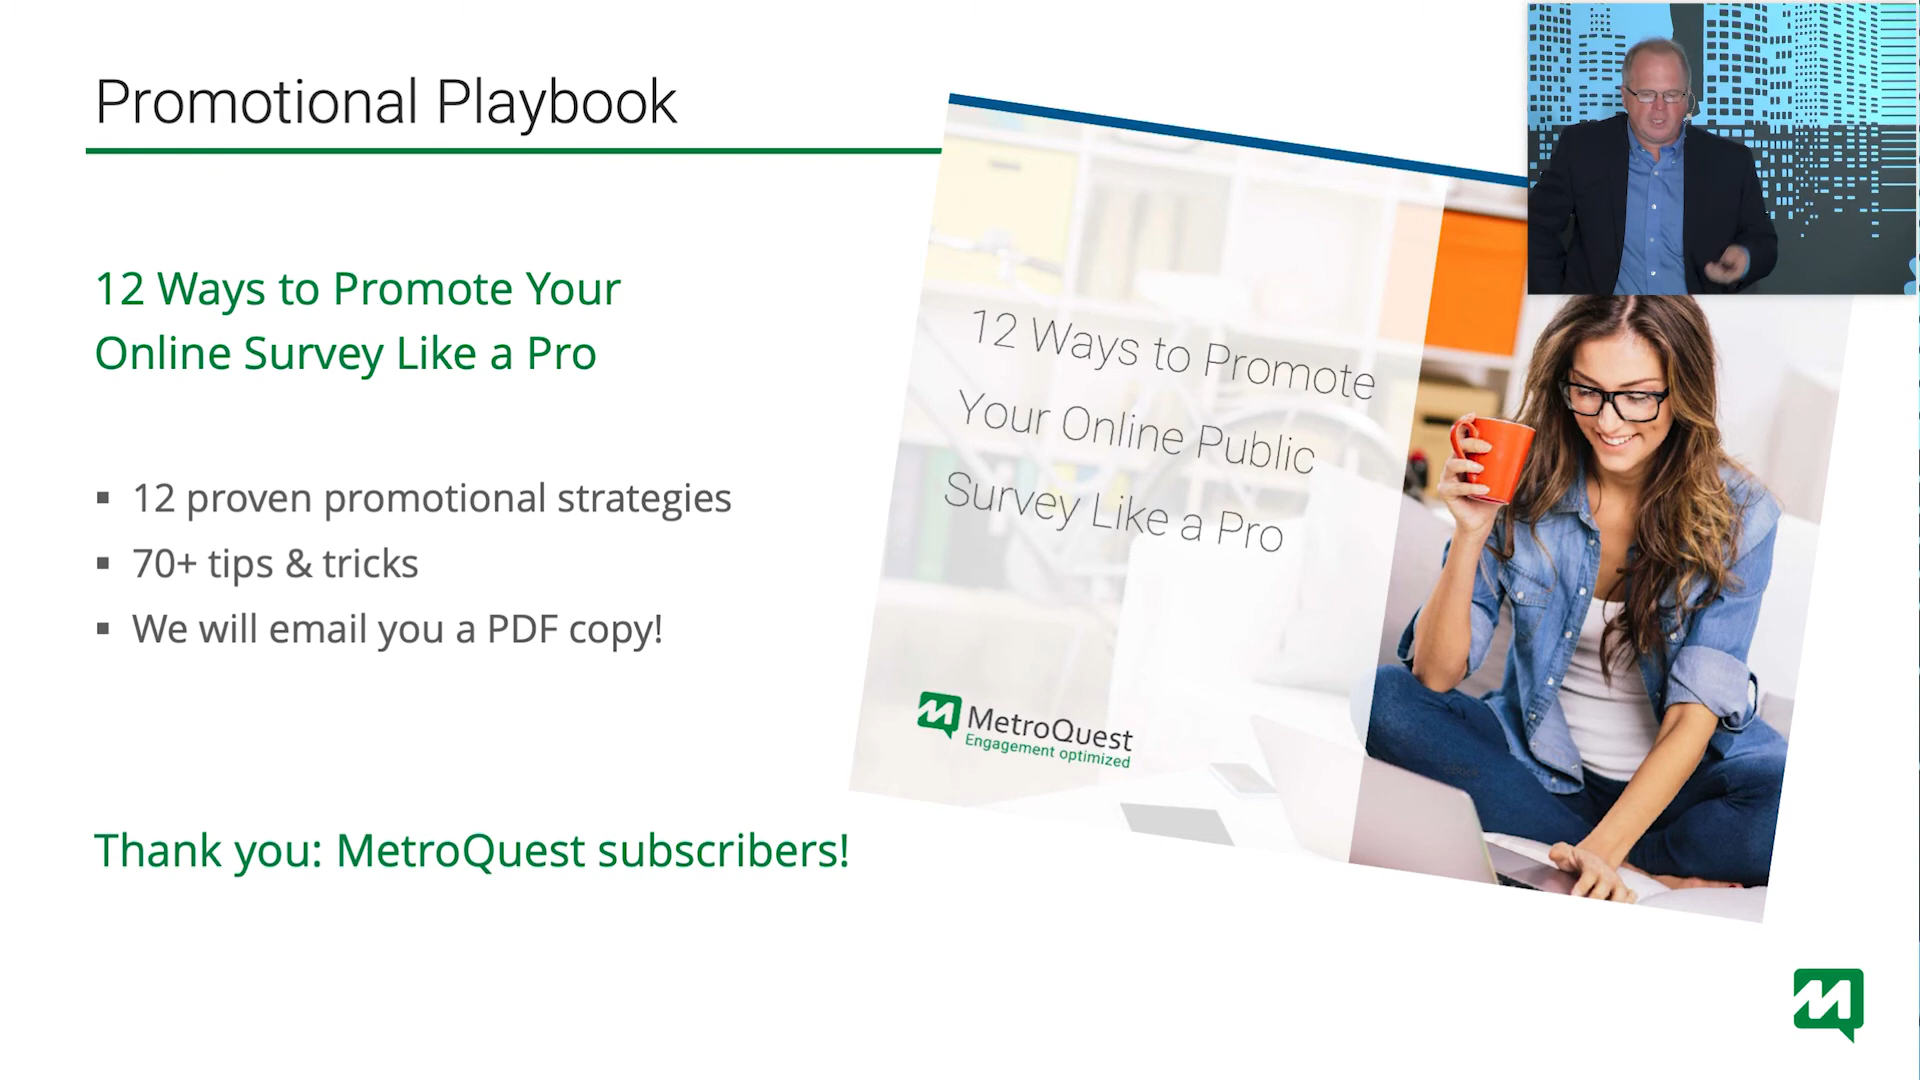 Promotional Playbook
12 Ways to Promote Your
Online Survey Like a Pro
12 proven promotional strategies
70+ tips & tricks
We will email you a PDF copy!
Thank you: MetroQuest subscribers!
12 Ways to Promote
Your Online Public
Survey Like a Pro
MetroQuest
Engagement optimized